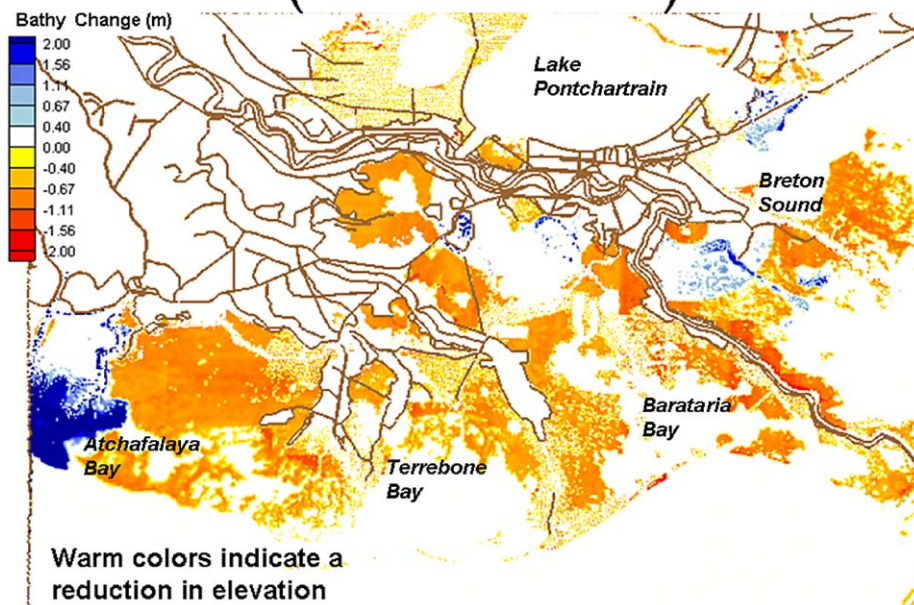 Bathy Change (m)
2.00
1.56
1.11
0.67
0.40
0.00
-0.40
-0.67
-1.11
-1.56
-2.00
Lake
Pontchartrain
Breton
Sound
Barataria
Bay
Atchafalaya
Bay
Terrebone
Bay
Warm colors indicate a
reduction in elevation